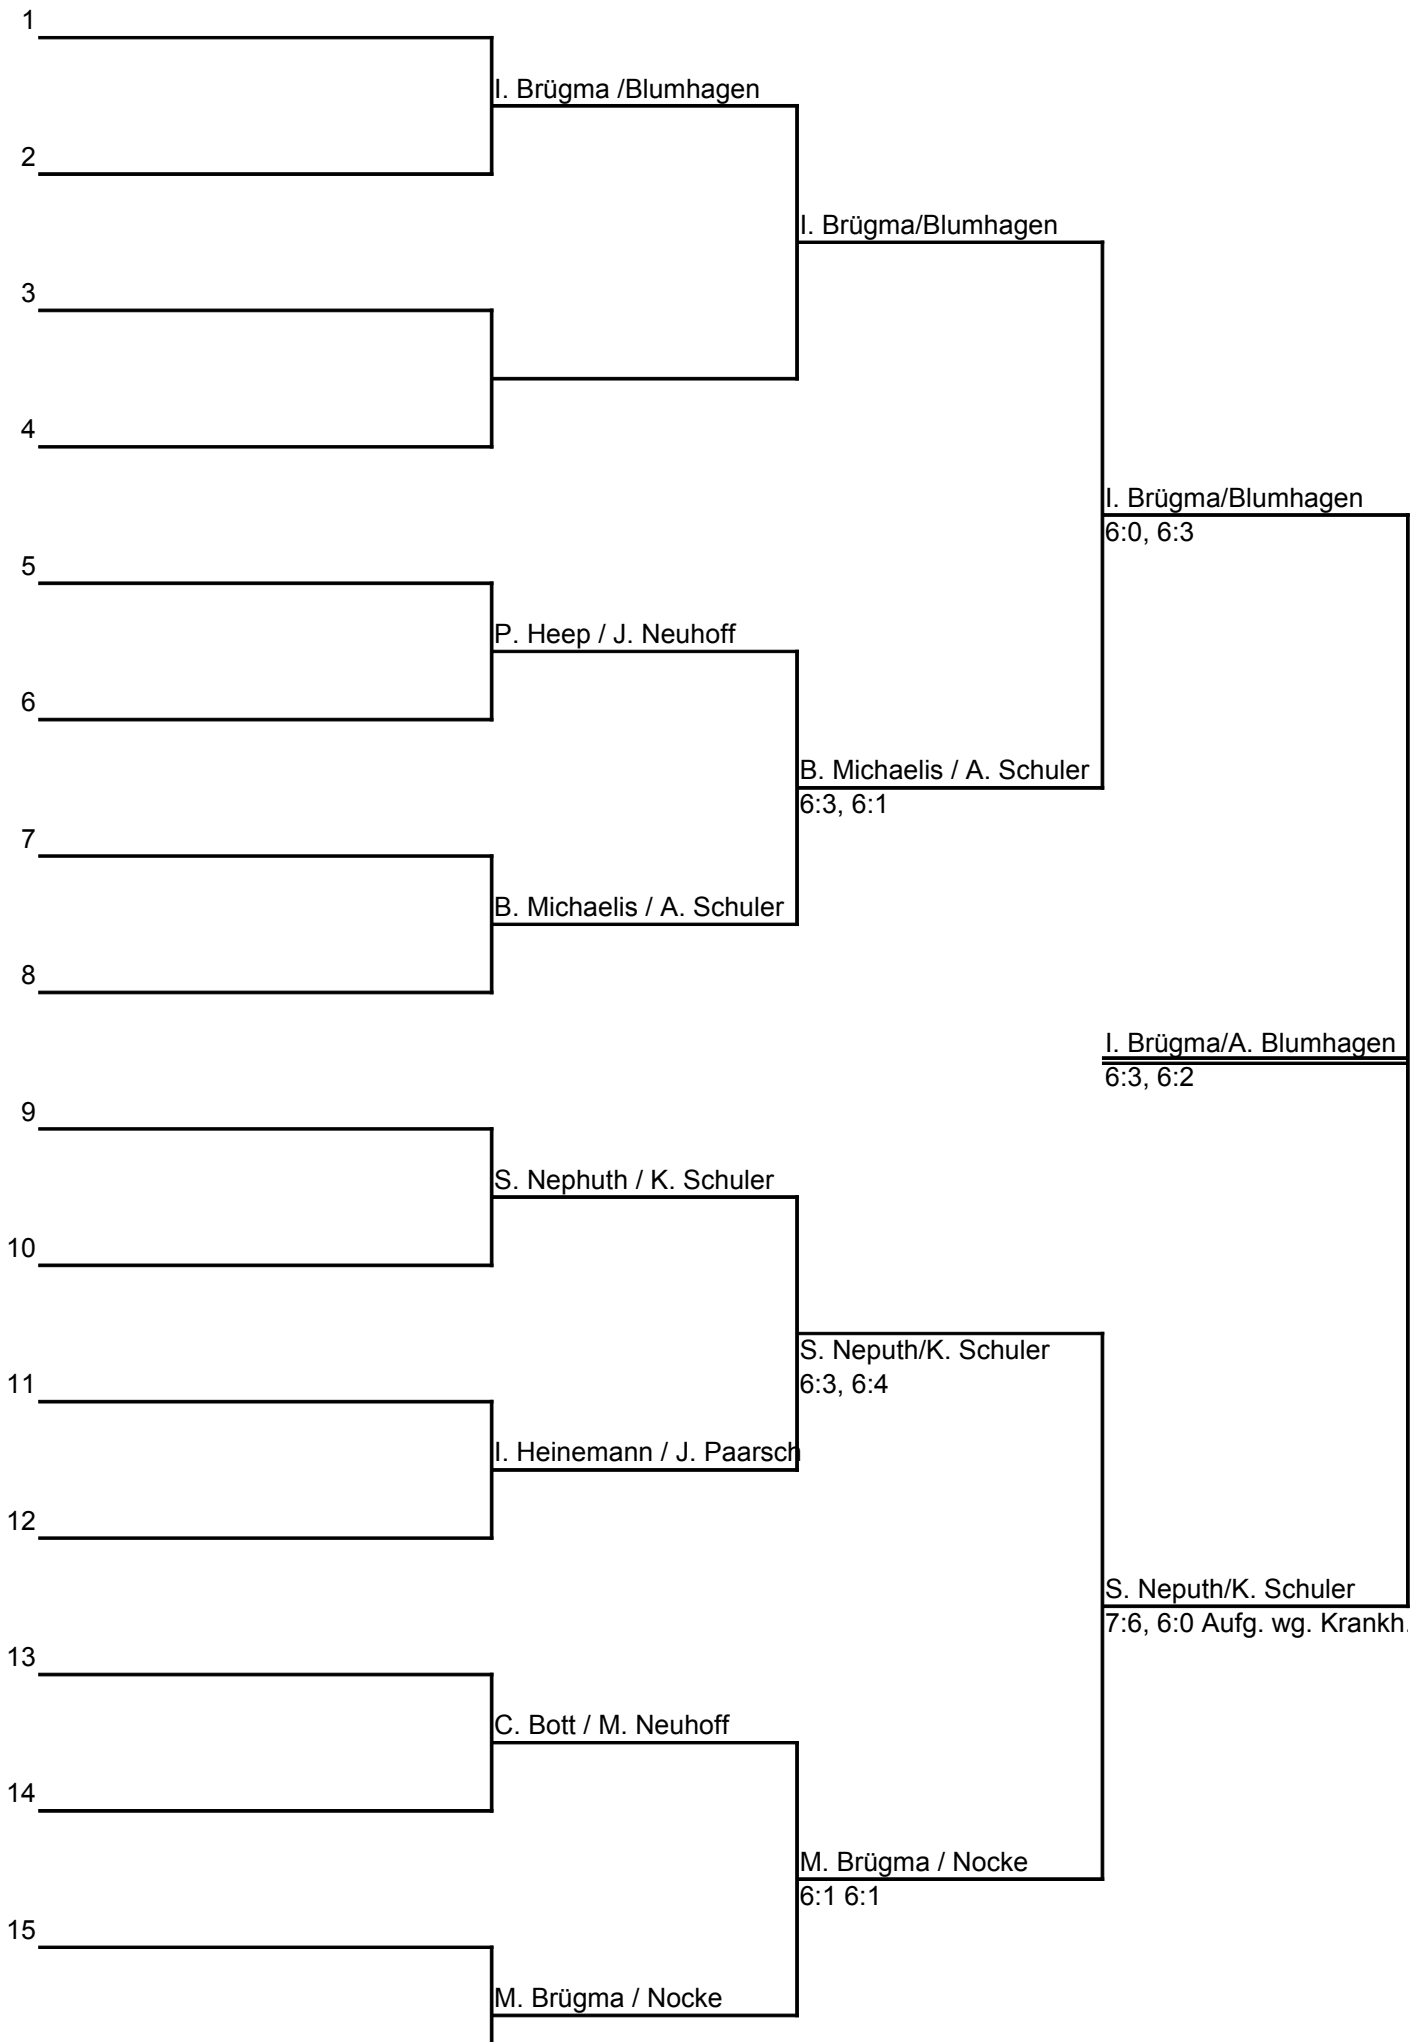 1
I. Brügma /Blumhagen
2
I. Brügma/Blumhagen
3
4
I. Brügma/Blumhagen
6:0, 6:3
5
P. Heep / J. Neuhoff
6
B. Michaelis / A. Schuler
6:3, 6:1
7
B. Michaelis / A. Schuler
8
I. Brügma/A. Blumhagen
6:3, 6:2
9
S. Nephuth / K. Schuler
10
S. Neputh/K. Schuler
6:3, 6:4
11
I. Heinemann / J. Paarsch
12
S. Neputh/K. Schuler
7:6, 6:0 Aufg. wg. Krankh.
13
C. Bott / M. Neuhoff
14
M. Brügma / Nocke
6:1 6:1
15
M. Brügma / Nocke